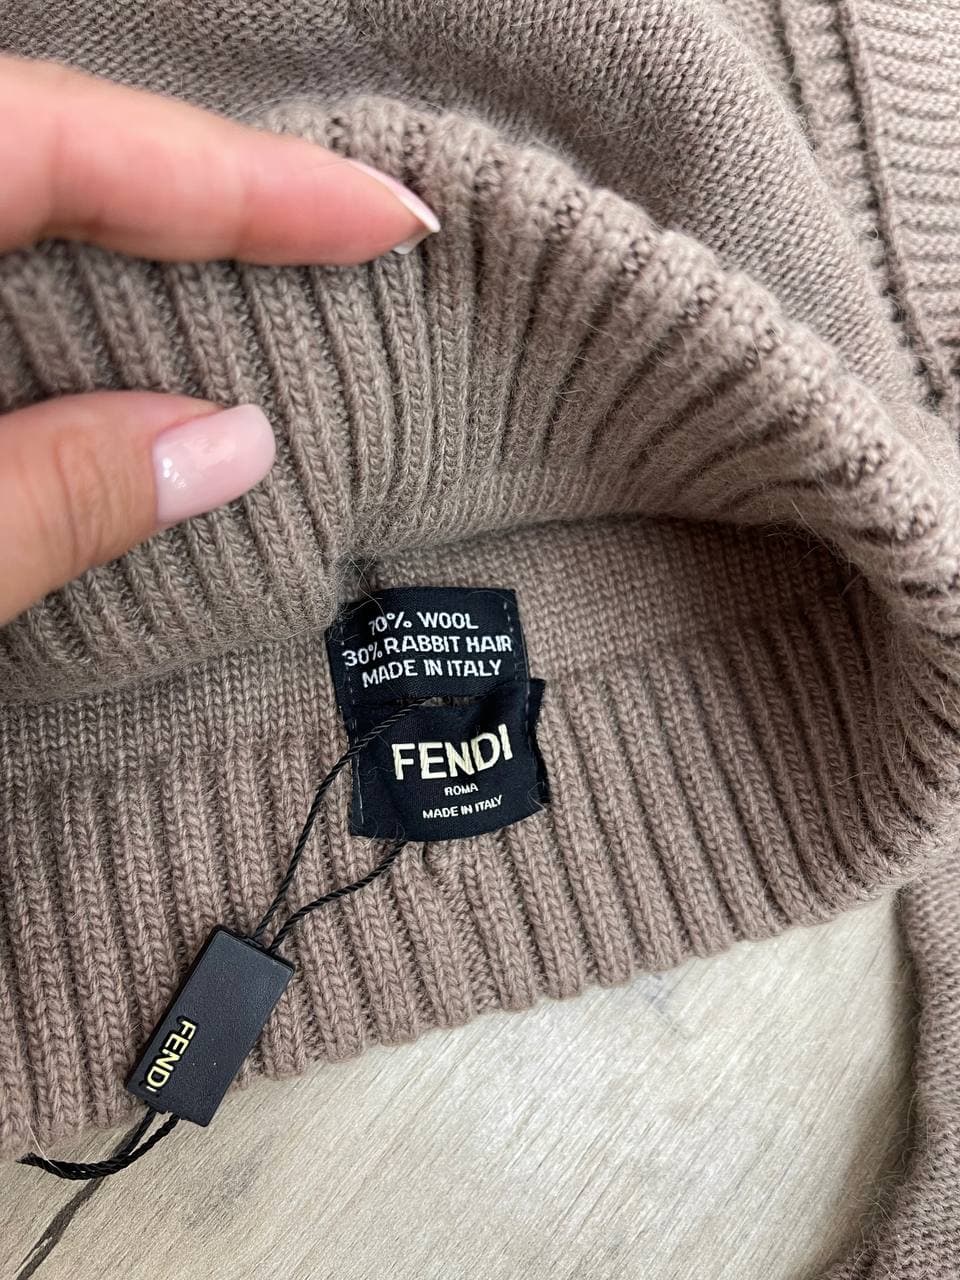 70% WOOL
30% RABBIT HAIR
MADE IN ITALY
FENDI
ROMA
MADE IN ITALY
FENDI